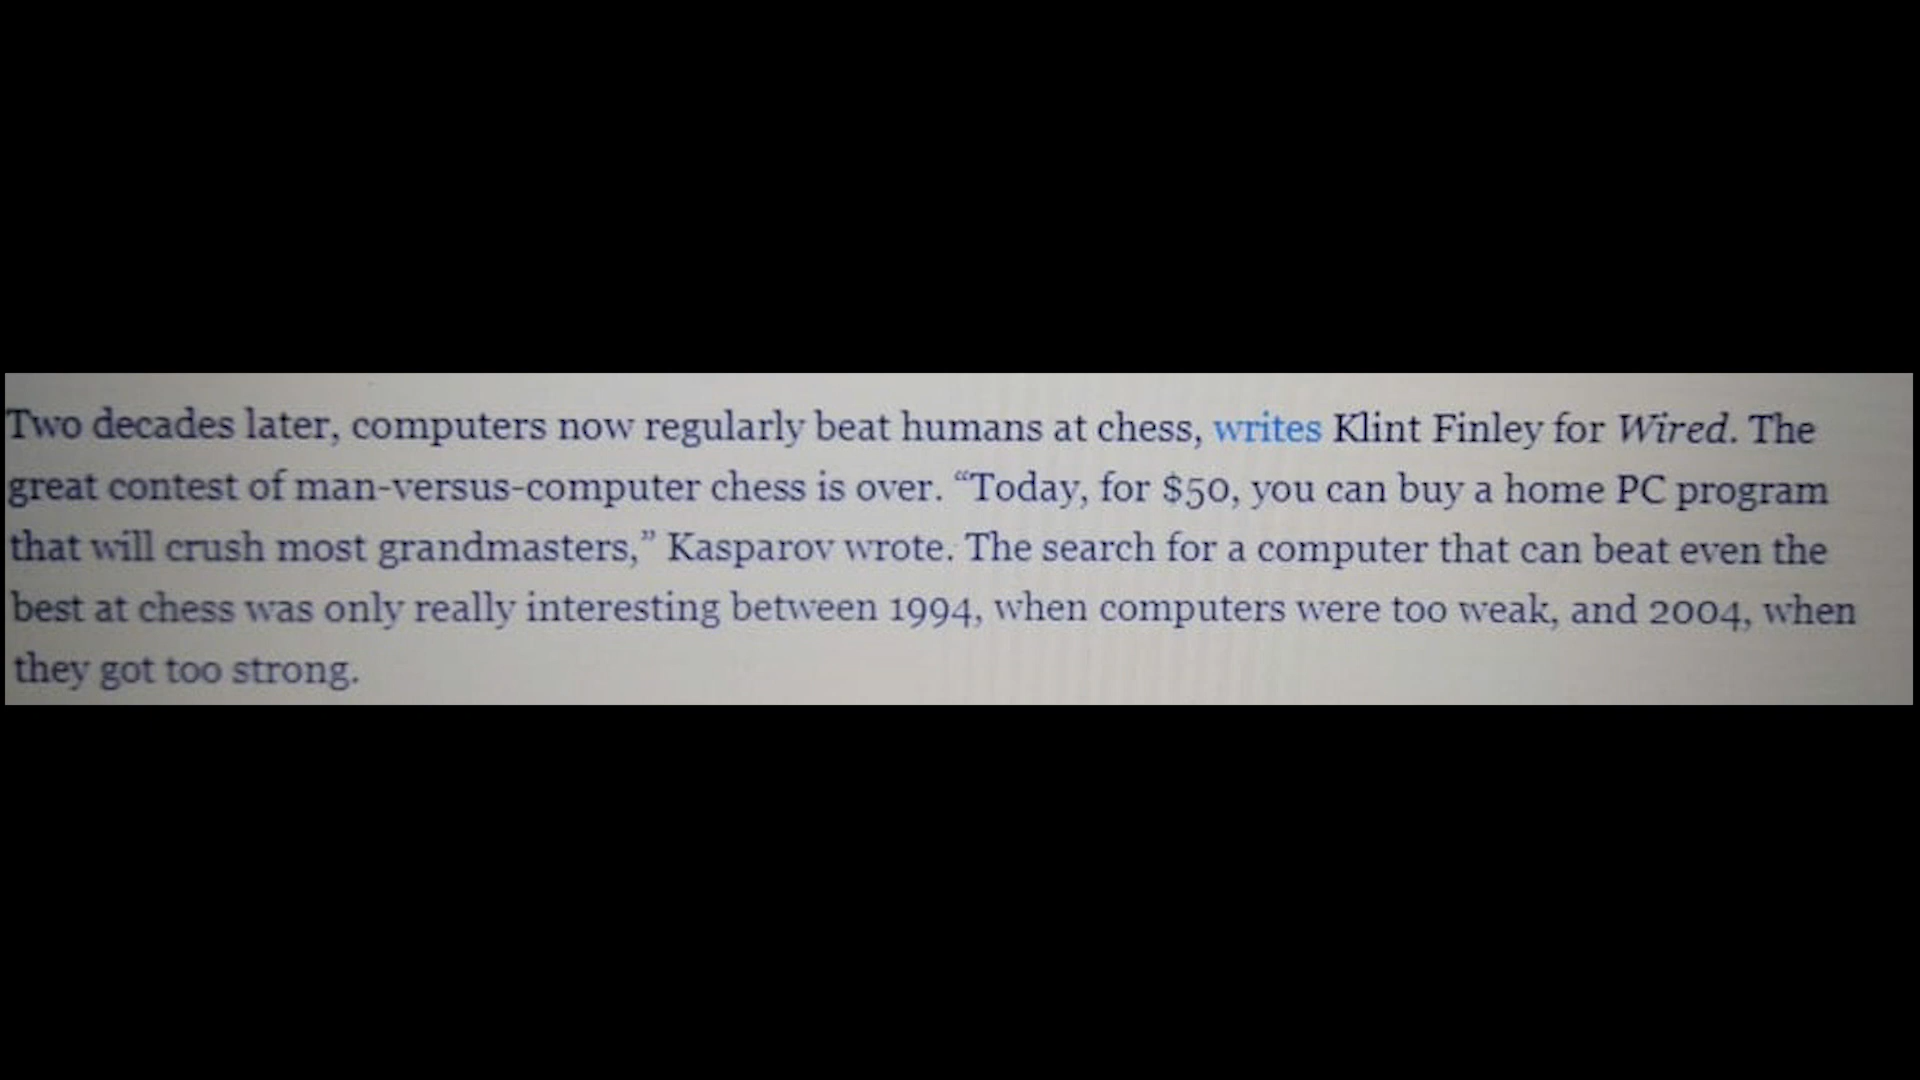 Two decades later, computers now regularly beat humans at chess, writes Klint Finley for Wired. The
great contest of man-versus-computer chess is over. “Today, for $50, you can buy a home PC program
that will crush most grandmasters,” Kasparov wrote. The search for a computer that can beat even the
best at chess was only really interesting between 1994, when computers were too weak, and 2004, when
they got too strong.